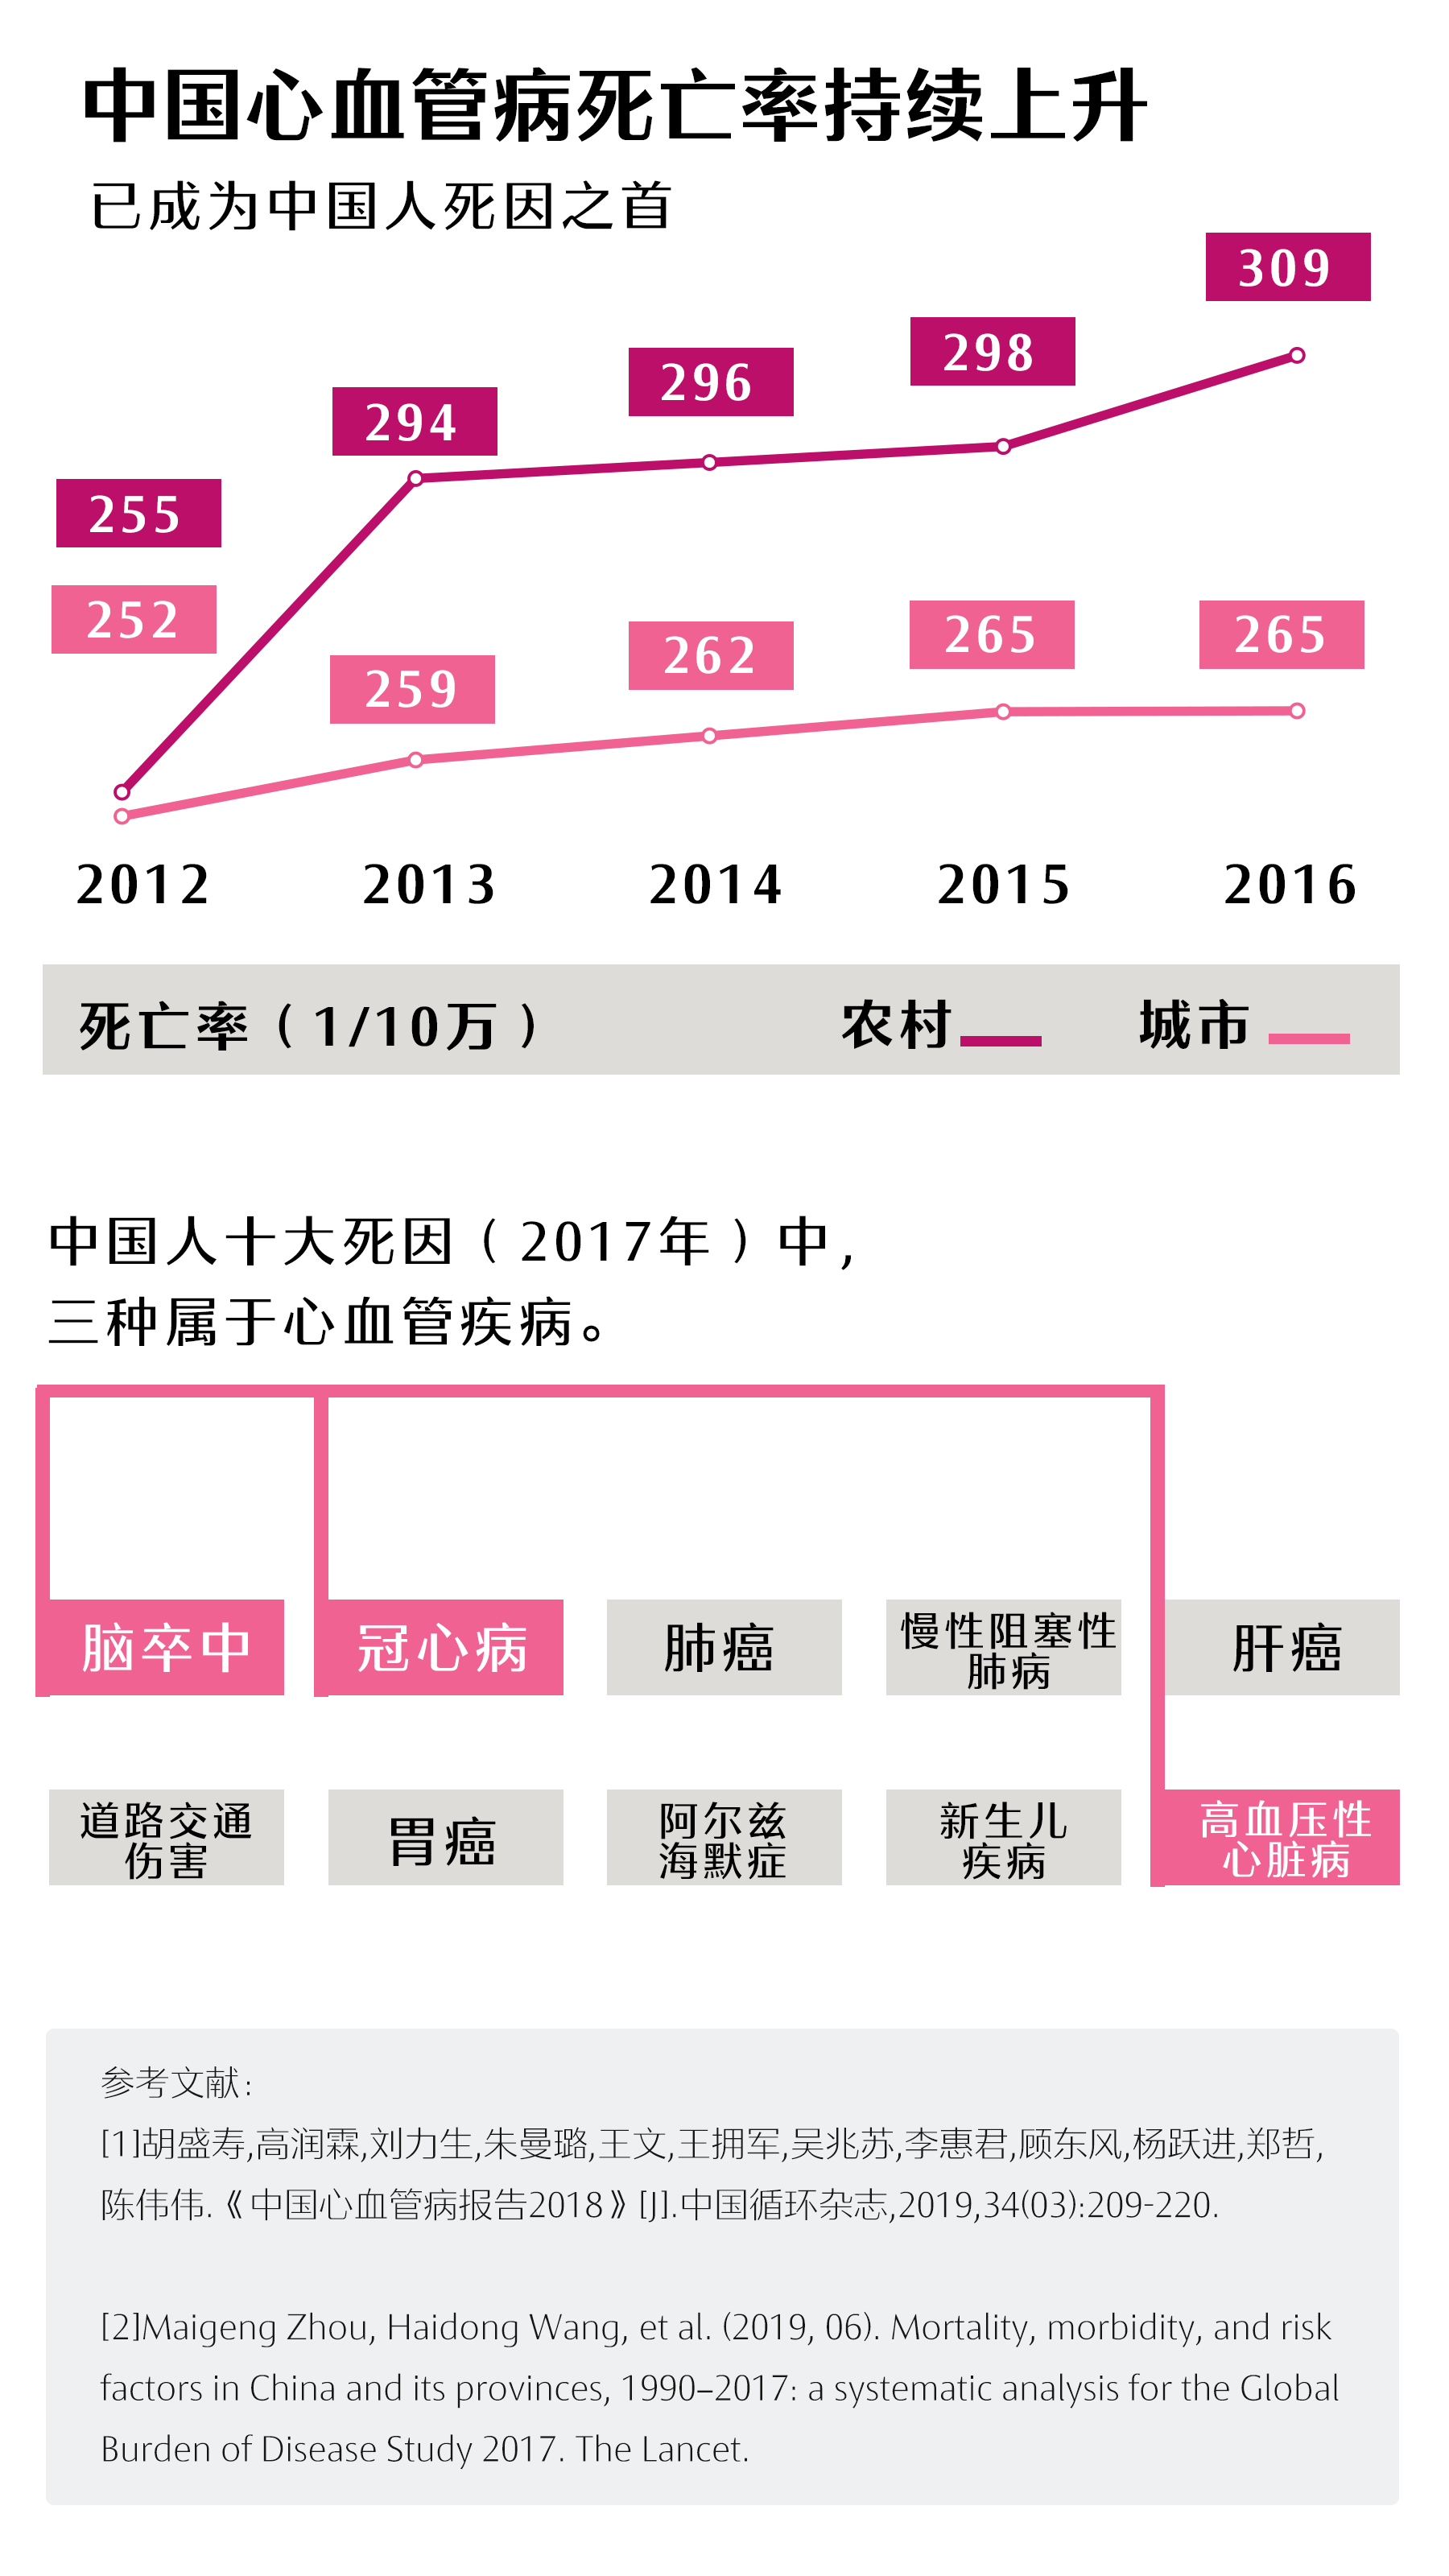 中国心血管病死亡率持续上升
已成为中国人死因之首
309
298
296
294
255
252
259
262
265
265
2012 2013 2014 2015 2016
死亡率（1/10万） 农村 城市
中国人十大死因（2017年）中，
三种属于心血管疾病。
脑卒中
冠心病
肺癌
慢性阻塞性
肺病
肝癌
道路交通
伤害
胃癌
阿尔兹
海默症
新生儿
疾病
高血压性
心脏病
参考文献：
[1]胡盛寿,高润霖,刘力生,朱曼璐,王文,王拥军,吴兆苏,李惠君,顾东风,杨跃进,郑哲,
陈伟伟.《中国心血管病报告2018》[J].中国循环杂志,2019,34(03):209-220.
[2]Maigeng Zhou, Haidong Wang, et al. (2019, 06). Mortality, morbidity, and risk
factors in China and its provinces, 1990–2017: a systematic analysis for the Global
Burden of Disease Study 2017. The Lancet.